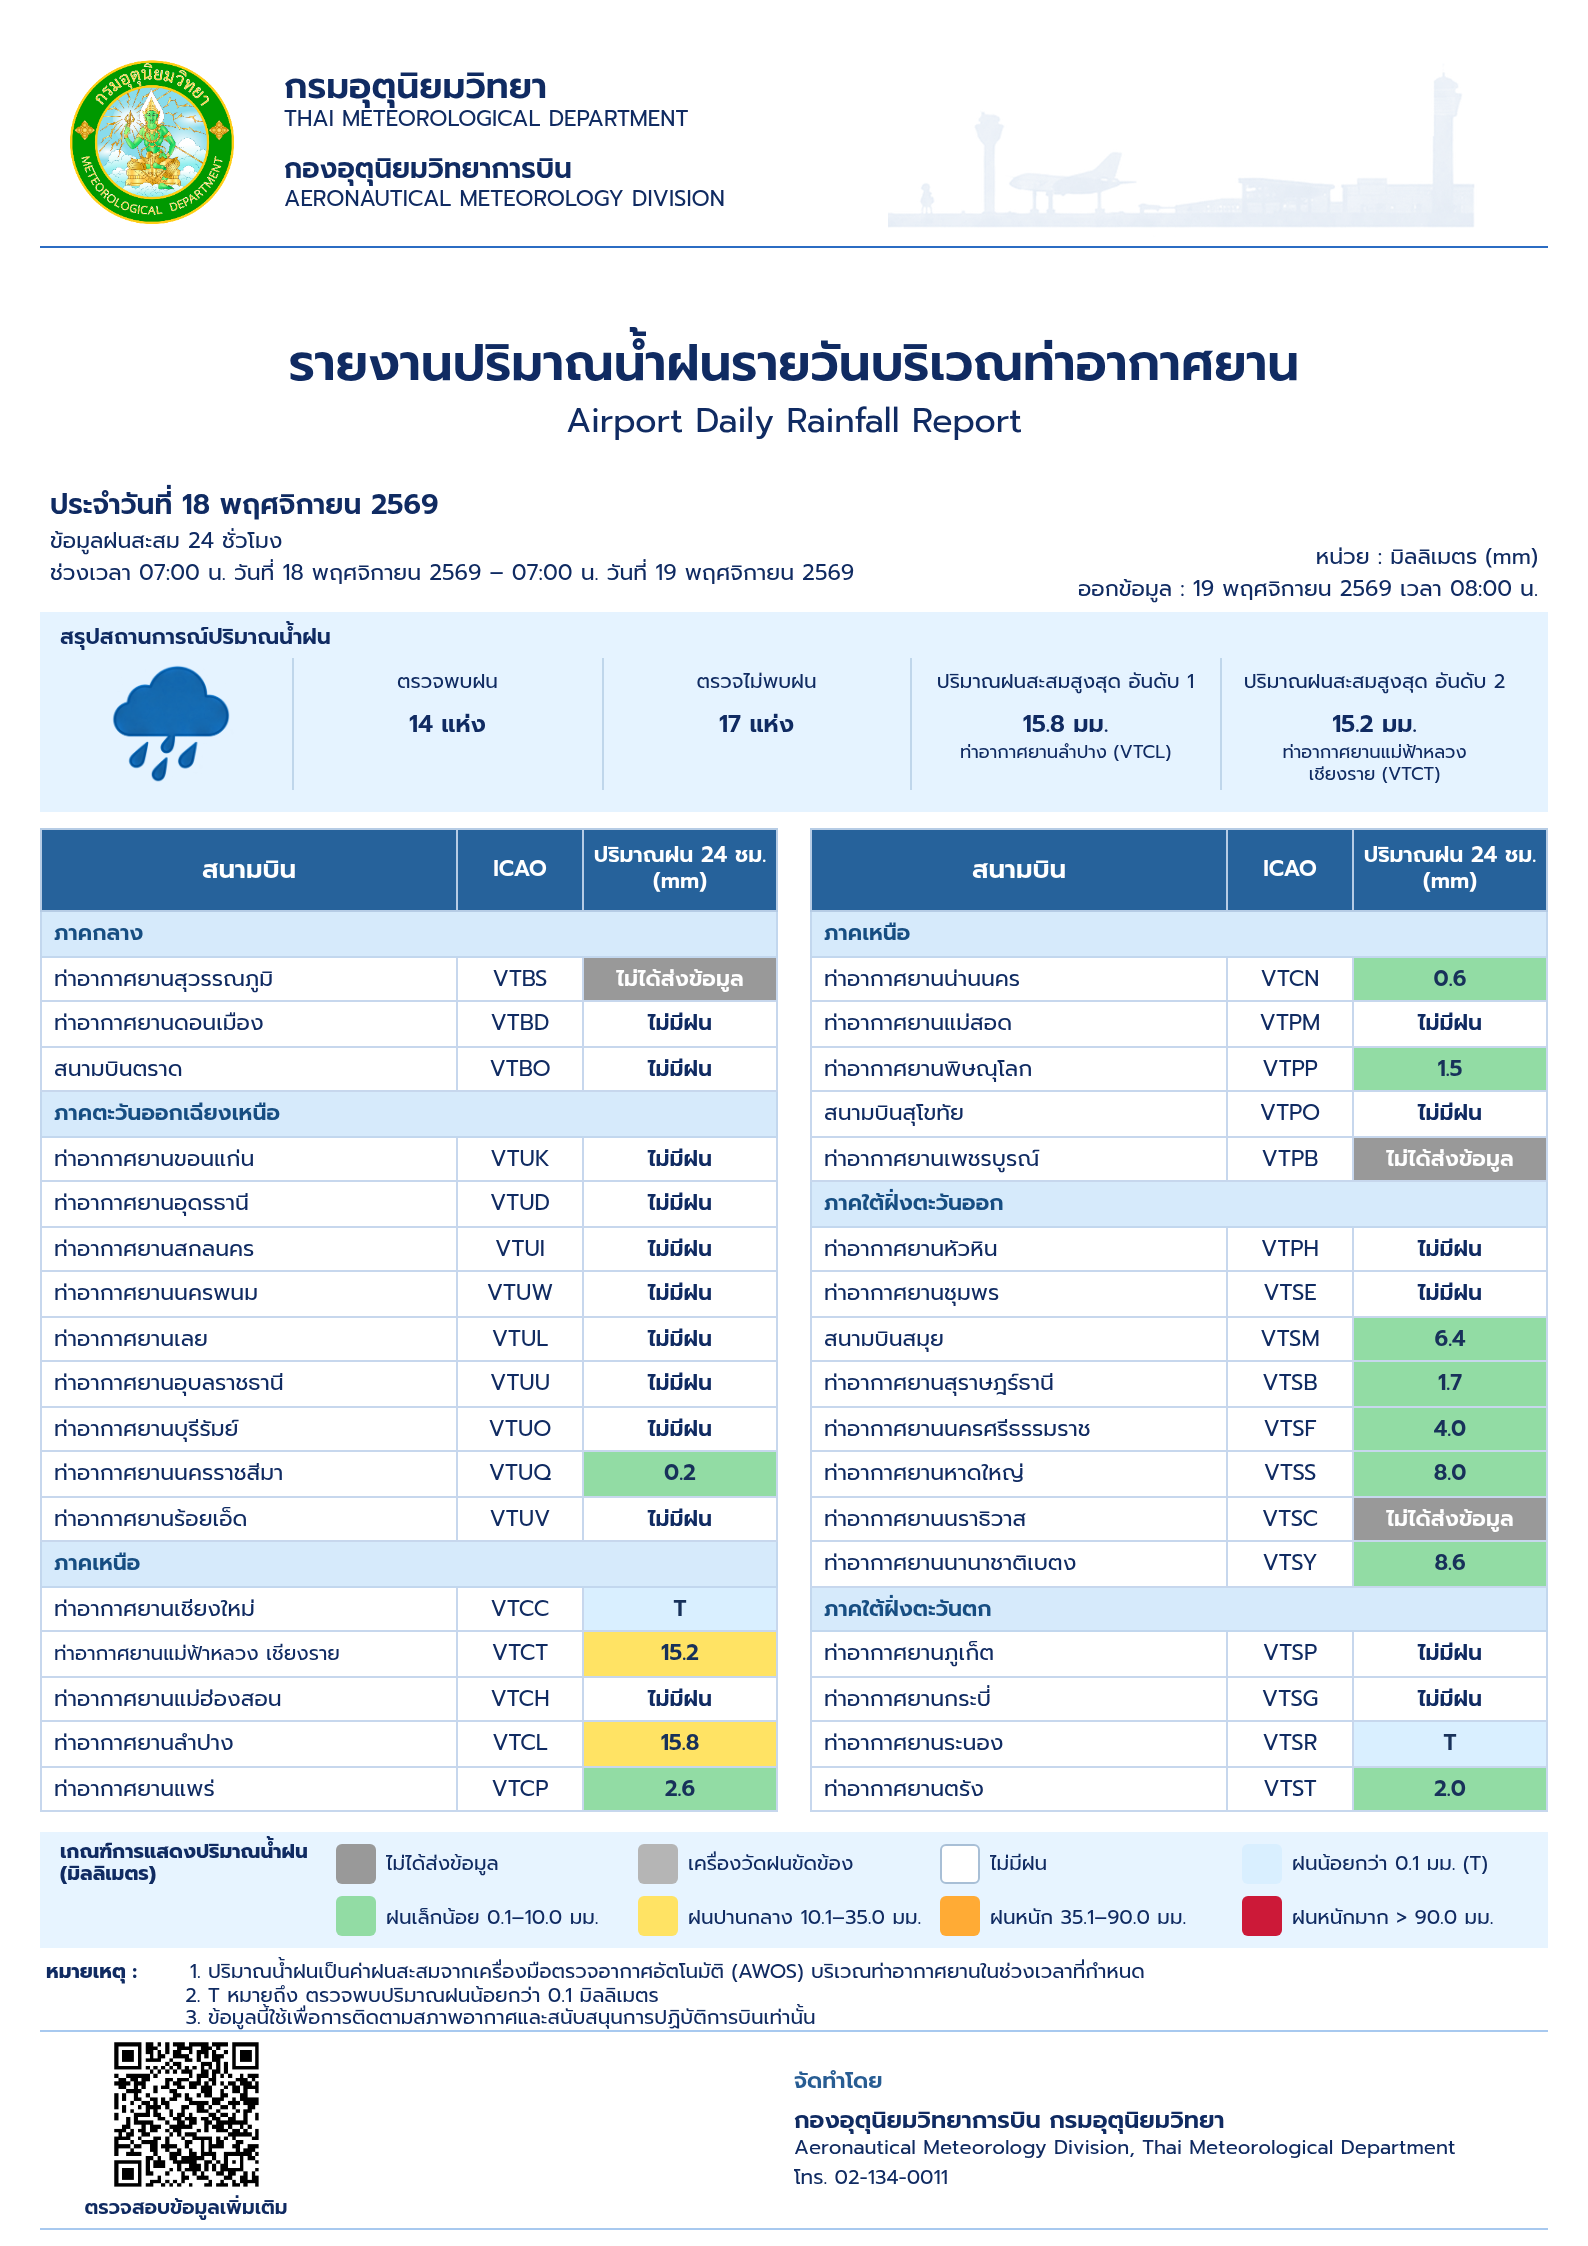 กรมอุตุนิยมวิทยา
METEOROLOGICAL DEPARTMENT
กรมอุตุนิยมวิทยา
THAI METEOROLOGICAL DEPARTMENT
กองอุตุนิยมวิทยาการบิน
AERONAUTICAL METEOROLOGY DIVISION
รายงานปริมาณน้ำฝนรายวันบริเวณท่าอากาศยาน
Airport Daily Rainfall Report
ประจำวันที่ 18 พฤศจิกายน 2569
ข้อมูลฝนสะสม 24 ชั่วโมง
ช่วงเวลา 07:00 น. วันที่ 18 พฤศจิกายน 2569 – 07:00 น. วันที่ 19 พฤศจิกายน 2569
หน่วย : มิลลิเมตร (mm)
ออกข้อมูล : 19 พฤศจิกายน 2569 เวลา 08:00 น.
สรุปสถานการณ์ปริมาณน้ำฝน
ตรวจพบฝน
14 แห่ง
ตรวจไม่พบฝน
17 แห่ง
ปริมาณฝนสะสมสูงสุด อันดับ 1
15.8 มม.
ท่าอากาศยานลำปาง (VTCL)
ปริมาณฝนสะสมสูงสุด อันดับ 2
15.2 มม.
ท่าอากาศยานแม่ฟ้าหลวง
เชียงราย (VTCT)
สนามบิน ICAO ปริมาณฝน 24 ชม. (mm)
ภาคกลาง
ท่าอากาศยานสุวรรณภูมิ VTBS ไม่ได้ส่งข้อมูล
ท่าอากาศยานดอนเมือง VTBD ไม่มีฝน
สนามบินตราด VTBO ไม่มีฝน
ภาคตะวันออกเฉียงเหนือ
ท่าอากาศยานขอนแก่น VTUK ไม่มีฝน
ท่าอากาศยานอุดรธานี VTUD ไม่มีฝน
ท่าอากาศยานสกลนคร VTUI ไม่มีฝน
ท่าอากาศยานนครพนม VTUW ไม่มีฝน
ท่าอากาศยานเลย VTUL ไม่มีฝน
ท่าอากาศยานอุบลราชธานี VTUU ไม่มีฝน
ท่าอากาศยานบุรีรัมย์ VTUO ไม่มีฝน
ท่าอากาศยานนครราชสีมา VTUQ 0.2
ท่าอากาศยานร้อยเอ็ด VTUV ไม่มีฝน
ภาคเหนือ
ท่าอากาศยานเชียงใหม่ VTCC T
ท่าอากาศยานแม่ฟ้าหลวง เชียงราย VTCT 15.2
ท่าอากาศยานแม่ฮ่องสอน VTCH ไม่มีฝน
ท่าอากาศยานลำปาง VTCL 15.8
ท่าอากาศยานแพร่ VTCP 2.6
สนามบิน ICAO ปริมาณฝน 24 ชม. (mm)
ภาคเหนือ
ท่าอากาศยานน่านนคร VTCN 0.6
ท่าอากาศยานแม่สอด VTPM ไม่มีฝน
ท่าอากาศยานพิษณุโลก VTPP 1.5
สนามบินสุโขทัย VTPO ไม่มีฝน
ท่าอากาศยานเพชรบูรณ์ VTPB ไม่ได้ส่งข้อมูล
ภาคใต้ฝั่งตะวันออก
ท่าอากาศยานหัวหิน VTPH ไม่มีฝน
ท่าอากาศยานชุมพร VTSE ไม่มีฝน
สนามบินสมุย VTSM 6.4
ท่าอากาศยานสุราษฎร์ธานี VTSB 1.7
ท่าอากาศยานนครศรีธรรมราช VTSF 4.0
ท่าอากาศยานหาดใหญ่ VTSS 8.0
ท่าอากาศยานนราธิวาส VTSC ไม่ได้ส่งข้อมูล
ท่าอากาศยานนานาชาติเบตง VTSY 8.6
ภาคใต้ฝั่งตะวันตก
ท่าอากาศยานภูเก็ต VTSP ไม่มีฝน
ท่าอากาศยานกระบี่ VTSG ไม่มีฝน
ท่าอากาศยานระนอง VTSR T
ท่าอากาศยานตรัง VTST 2.0
เกณฑ์การแสดงปริมาณน้ำฝน
(มิลลิเมตร)
ไม่ได้ส่งข้อมูล เครื่องวัดฝนขัดข้อง ไม่มีฝน ฝนน้อยกว่า 0.1 มม. (T)
ฝนเล็กน้อย 0.1–10.0 มม. ฝนปานกลาง 10.1–35.0 มม. ฝนหนัก 35.1–90.0 มม. ฝนหนักมาก > 90.0 มม.
หมายเหตุ : 1. ปริมาณน้ำฝนเป็นค่าฝนสะสมจากเครื่องมือตรวจอากาศอัตโนมัติ (AWOS) บริเวณท่าอากาศยานในช่วงเวลาที่กำหนด
2. T หมายถึง ตรวจพบปริมาณฝนน้อยกว่า 0.1 มิลลิเมตร
3. ข้อมูลนี้ใช้เพื่อการติดตามสภาพอากาศและสนับสนุนการปฏิบัติการบินเท่านั้น
ตรวจสอบข้อมูลเพิ่มเติม
จัดทำโดย
กองอุตุนิยมวิทยาการบิน กรมอุตุนิยมวิทยา
Aeronautical Meteorology Division, Thai Meteorological Department
โทร. 02-134-0011